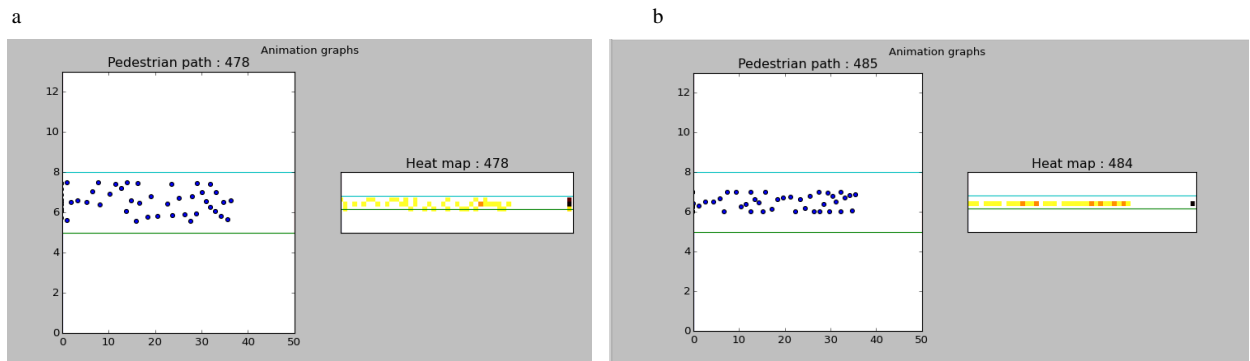 a
Animation graphs
Pedestrian path : 478
12
10
8
6
4
2
0
0 10 20 30 40 50
Heat map : 478
b
Animation graphs
Pedestrian path : 485
12
10
8
6
4
2
0
0 10 20 30 40 50
Heat map : 484